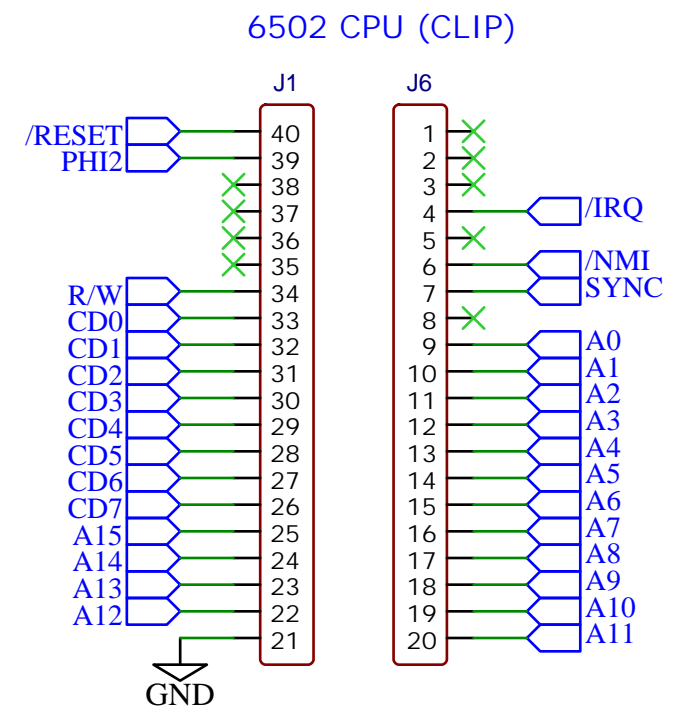 6502 CPU (CLIP)
J1
/RESET 40
PHI2 39
38
37
36
35
R/W 34
CD0 33
CD1 32
CD2 31
CD3 30
CD4 29
CD5 28
CD6 27
CD7 26
A15 25
A14 24
A13 23
A12 22
21
GND
J6
1
2
3
4 /IRQ
5
6 /NMI
7 SYNC
8
9 A0
10 A1
11 A2
12 A3
13 A4
14 A5
15 A6
16 A7
17 A8
18 A9
19 A10
20 A11